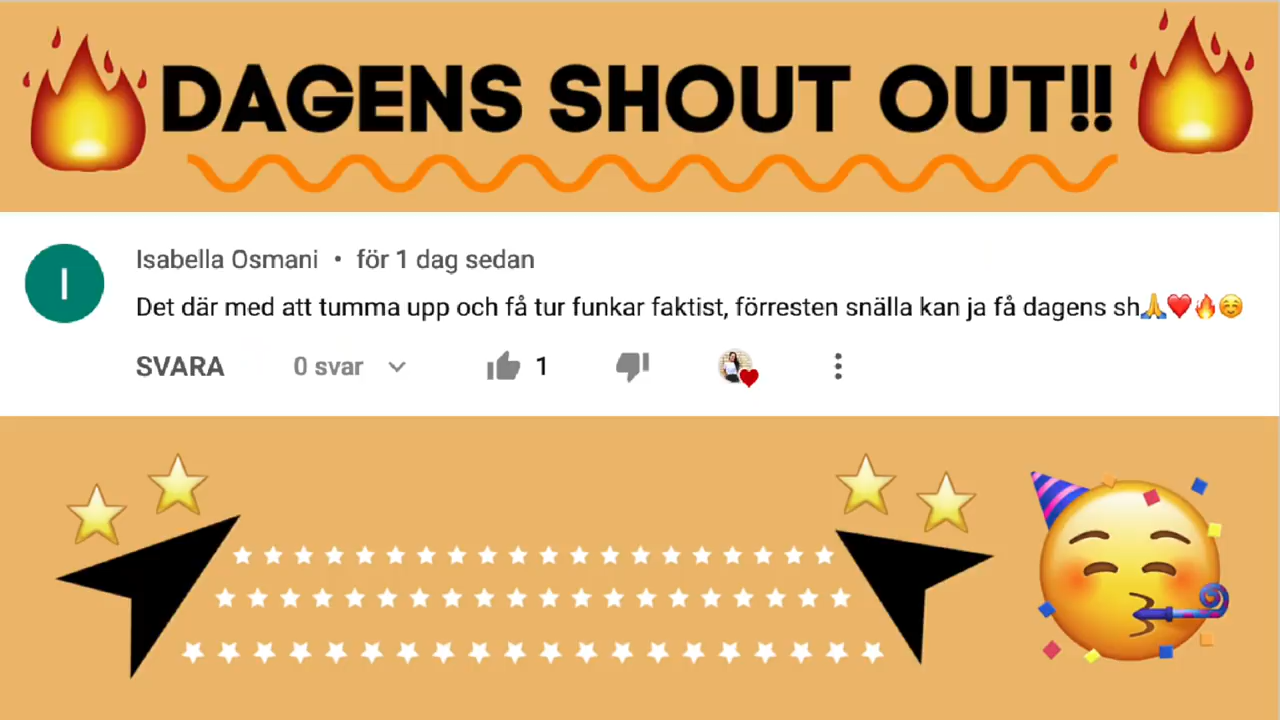 DAGENS SHOUT OUT!!
I
Isabella Osmani • för 1 dag sedan
Det där med att tumma upp och få tur funkar faktist, förresten snälla kan ja få dagens sh🙏❤️🔥☺️
SVARA 0 svar 1